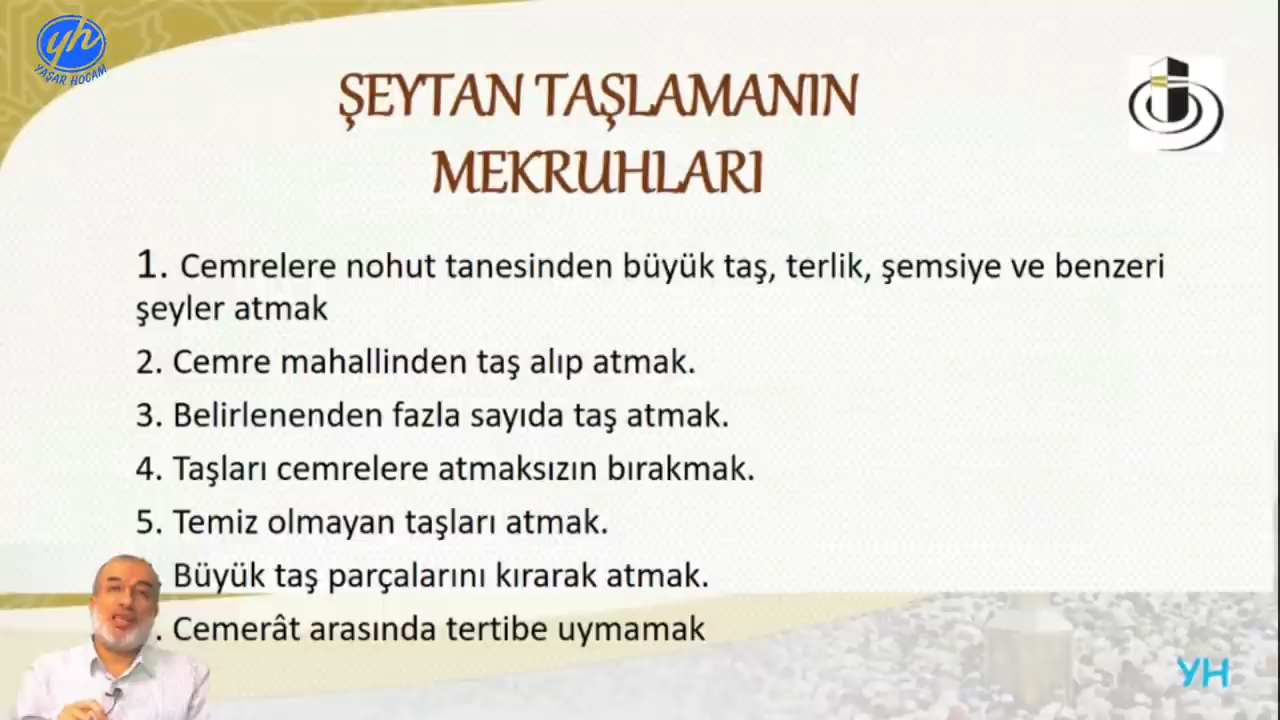 yh
YAŞAR HOCAM
ŞEYTAN TAŞLAMANIN
MEKRUHLARI
1. Cemrelere nohut tanesinden büyük taş, terlik, şemsiye ve benzeri
şeyler atmak
2. Cemre mahallinden taş alıp atmak.
3. Belirlenenden fazla sayıda taş atmak.
4. Taşları cemrelere atmaksızın bırakmak.
5. Temiz olmayan taşları atmak.
Büyük taş parçalarını kırarak atmak.
. Cemerât arasında tertibe uymamak
YH